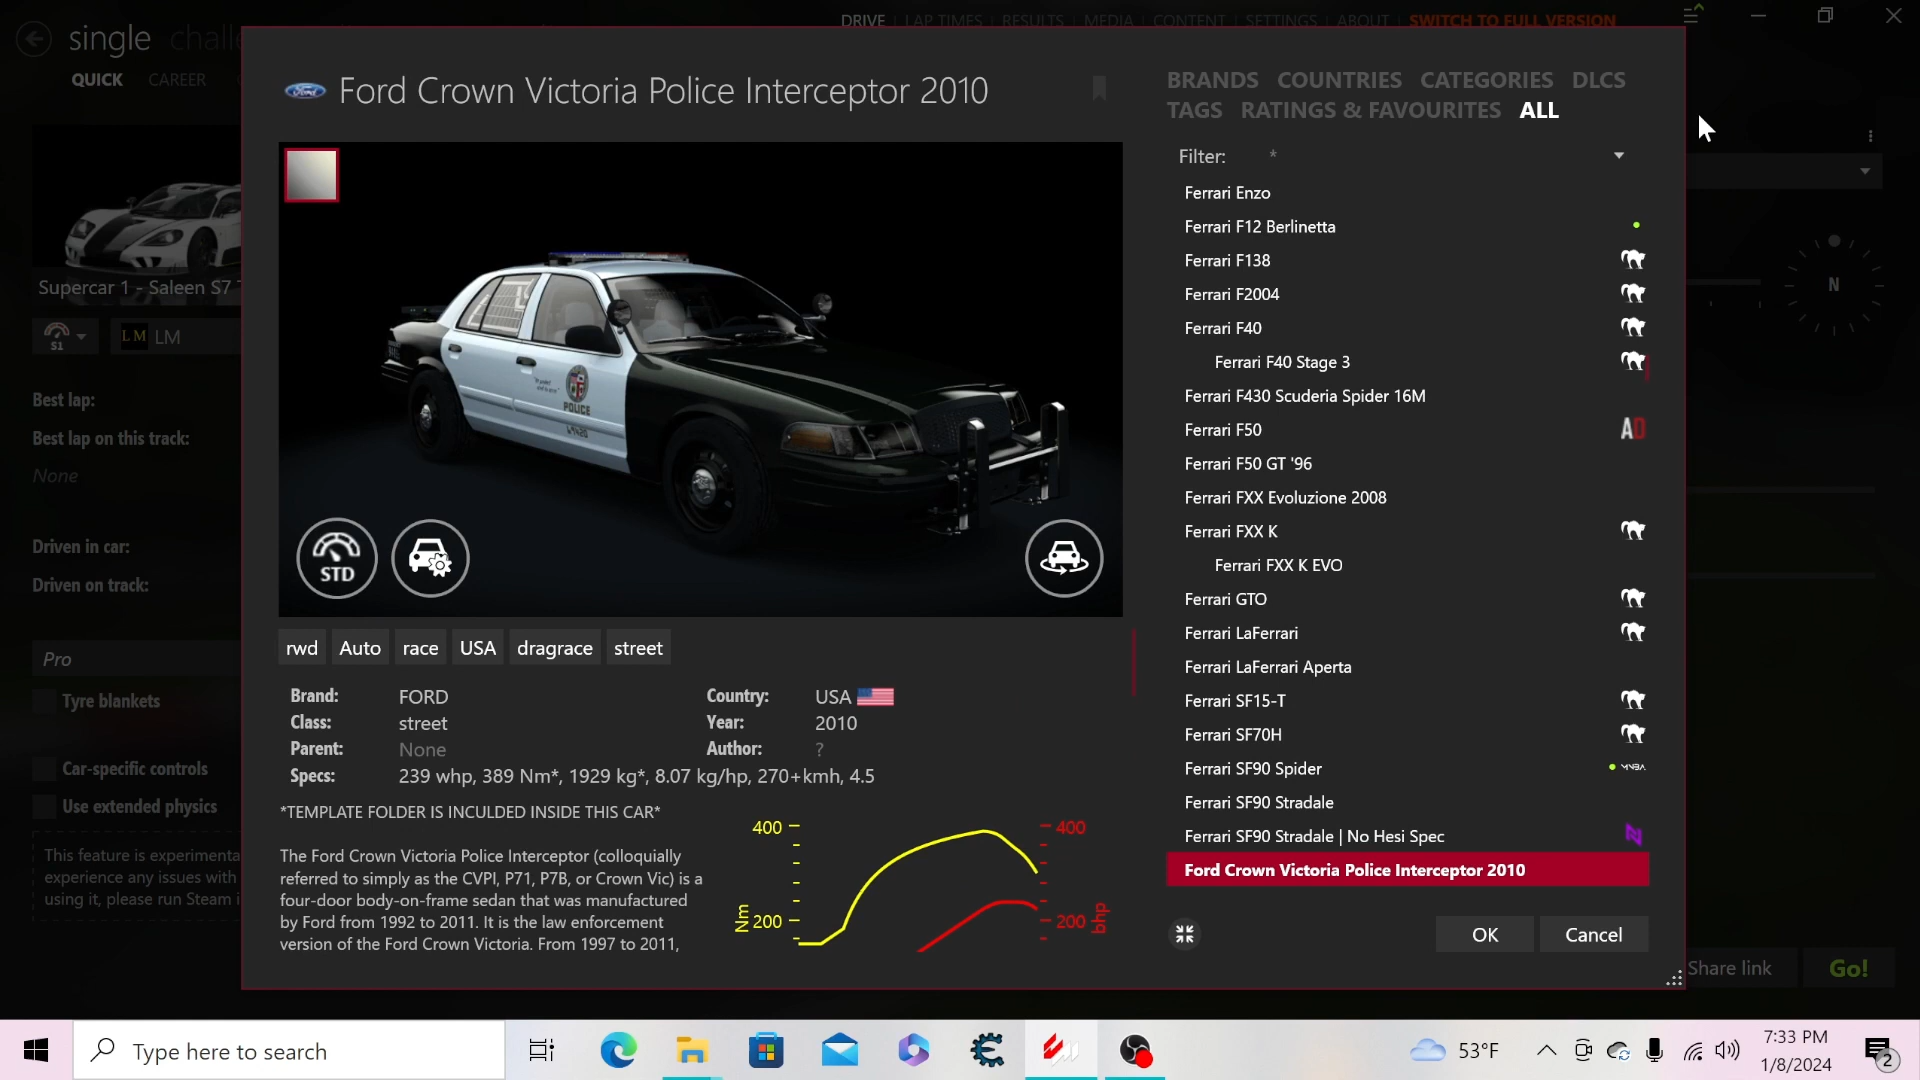 single challe
DRIVE LAP TIMES RESULTS MEDIA CONTENT SETTINGS ABOUT SWITCH TO FULL VERSION
QUICK CAREER
Supercar 1 - Saleen S7 T
S1
LM LM
Best lap:
Best lap on this track:
None
Driven in car:
Driven on track:
Pro
Tyre blankets
Car-specific controls
Use extended physics
This feature is experimenta
experience any issues with
using it, please run Steam i
Ford Crown Victoria Police Interceptor 2010
POLICE
STD
rwd Auto race USA dragrace street
Brand: FORD Country: USA
Class: street Year: 2010
Parent: None Author: ?
Specs: 239 whp, 389 Nm*, 1929 kg*, 8.07 kg/hp, 270+kmh, 4.5
*TEMPLATE FOLDER IS INCULDED INSIDE THIS CAR*
The Ford Crown Victoria Police Interceptor (colloquially
referred to simply as the CVPI, P71, P7B, or Crown Vic) is a
four-door body-on-frame sedan that was manufactured
by Ford from 1992 to 2011. It is the law enforcement
version of the Ford Crown Victoria. From 1997 to 2011,
400 400
Nm 200 200 bhp
BRANDS COUNTRIES CATEGORIES DLCS
TAGS RATINGS & FAVOURITES ALL
Filter: *
Ferrari Enzo
Ferrari F12 Berlinetta
Ferrari F138
Ferrari F2004
Ferrari F40
Ferrari F40 Stage 3
Ferrari F430 Scuderia Spider 16M
Ferrari F50
Ferrari F50 GT '96
Ferrari FXX Evoluzione 2008
Ferrari FXX K
Ferrari FXX K EVO
Ferrari GTO
Ferrari LaFerrari
Ferrari LaFerrari Aperta
Ferrari SF15-T
Ferrari SF70H
Ferrari SF90 Spider
Ferrari SF90 Stradale
Ferrari SF90 Stradale | No Hesi Spec
Ford Crown Victoria Police Interceptor 2010
OK Cancel
N
Share link Go!
Type here to search
53°F
7:33 PM
1/8/2024
2